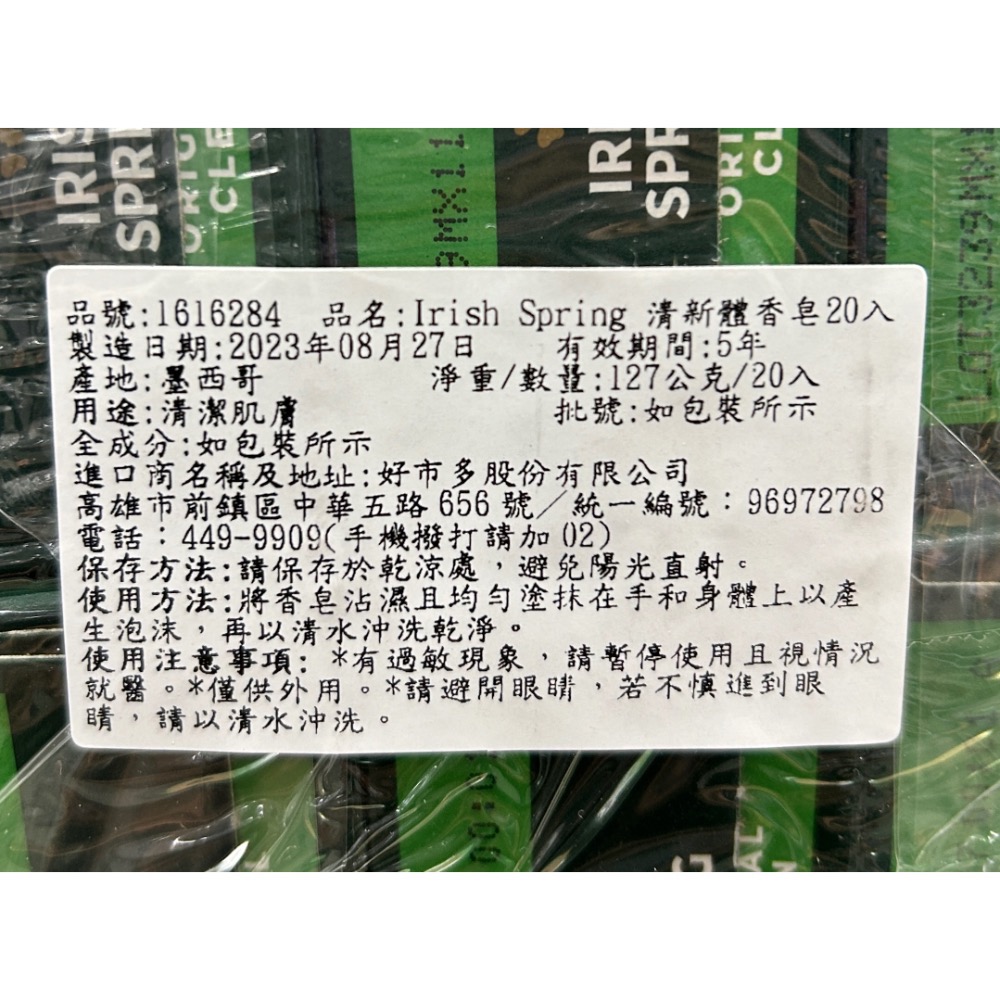 IRIS
SPRI
ORIG
CLE
IRI
SPR
ORI
CL
品號:1616284 品名:Irish Spring 清新體香皂20入
製造日期:2023年08月27日 有效期間:5年
產地:墨西哥 淨重/數量:127公克/20入
用途:清潔肌膚 批號:如包裝所示
全成分:如包裝所示
進口商名稱及地址:好市多股份有限公司
高雄市前鎮區中華五路656號/統一編號:96972798
電話:449-9909(手機撥打請加02)
保存方法:請保存於乾涼處,避免陽光直射。
使用方法:將香皂沾濕且均勻塗抹在手和身體上以產
生泡沫,再以清水沖洗乾淨。
使用注意事項: *有過敏現象,請暫停使用且視情況
就醫。*僅供外用。*請避開眼睛,若不慎進到眼
睛,請以清水沖洗。